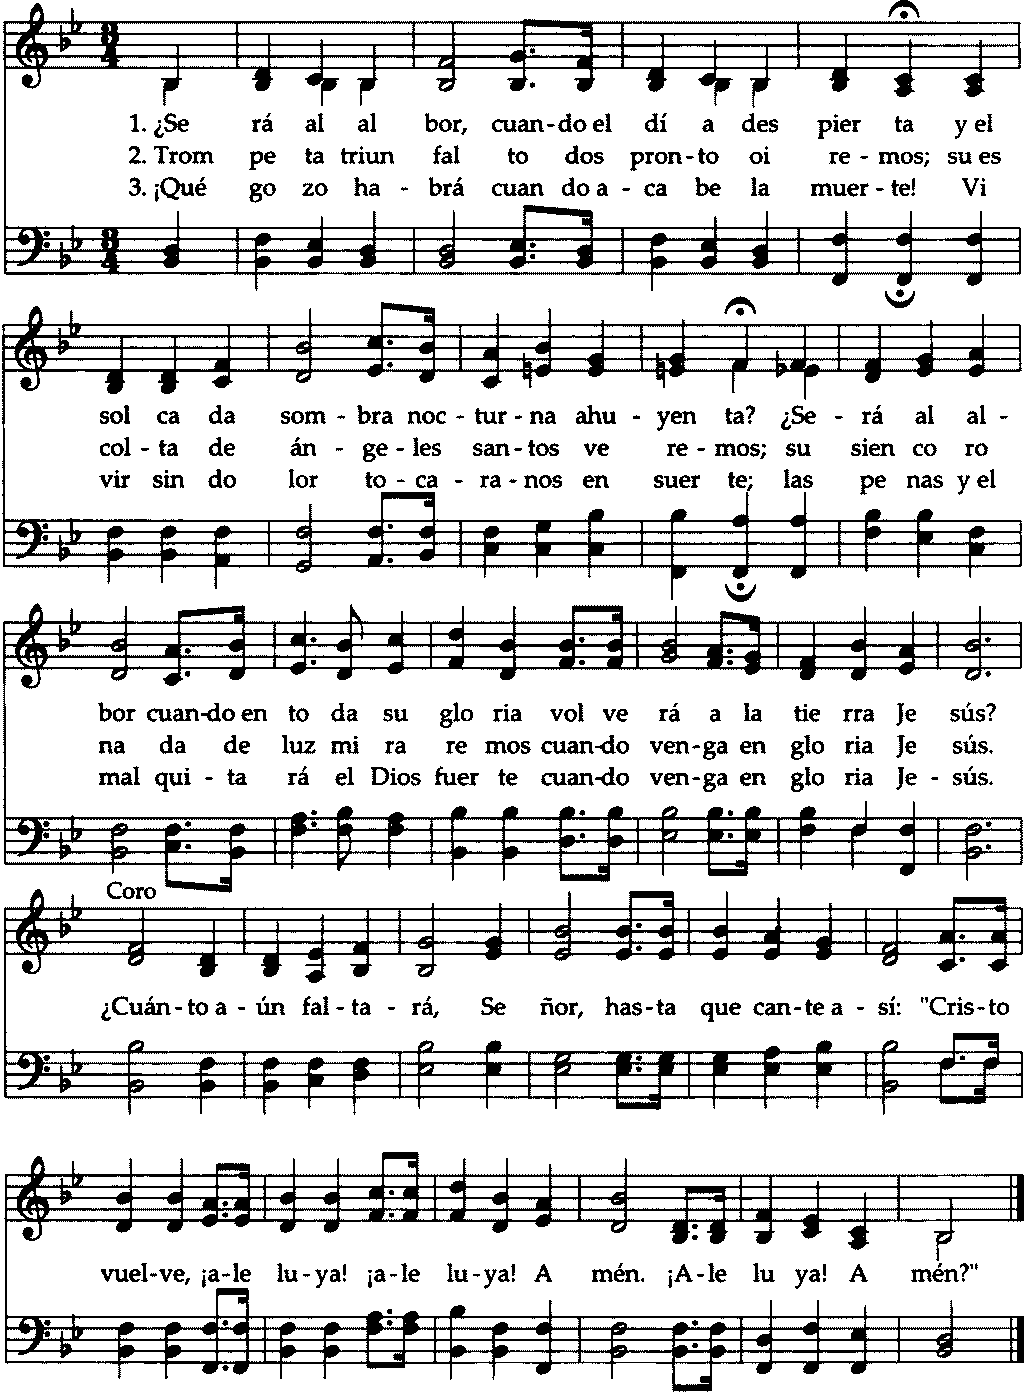 1. ¿Se rá al al bor, cuan-do el dí a des pier ta y el
2. Trom pe ta triun fal to dos pron-to oi re-mos; su es
3. ¡Qué go zo ha-brá cuan do a-ca be la muer-te! Vi
sol ca da som-bra noc-tur-na ahu-yen ta? ¿Se-rá al al-
col-ta de án-ge-les san-tos ve re-mos; su sien co ro
vir sin do lor to-ca-ra-nos en suer te; las pe nas y el
bor cuan-do en to da su glo ria vol ve rá a la tie rra Je sús?
na da de luz mi ra re mos cuan-do ven-ga en glo ria Je sús.
mal qui-ta rá el Dios fuer te cuan-do ven-ga en glo ria Je-sús.
Coro
¿Cuán-to a-ún fal-ta-rá, Se ñor, has-ta que can-te a-sí: "Cris-to
vuel-ve, ¡a-le lu-ya! ¡a-le lu-ya! A mén. ¡A-le lu ya! A mén?"